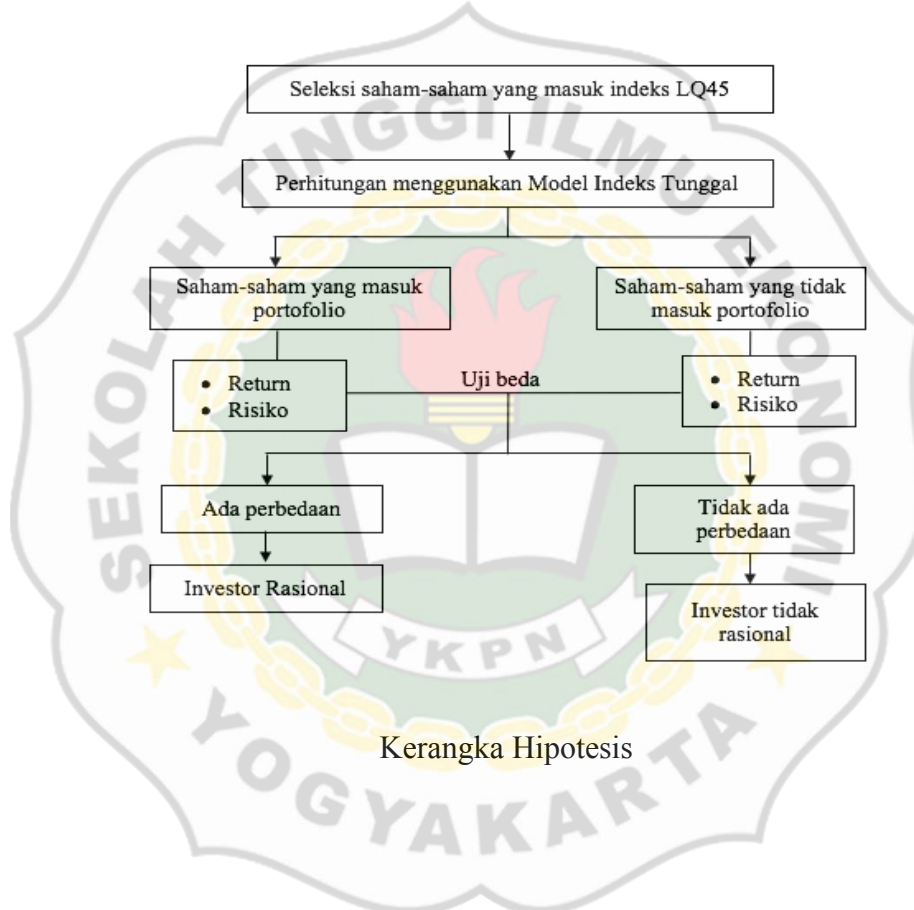 Seleksi saham-saham yang masuk indeks LQ45
Perhitungan menggunakan Model Indeks Tunggal
Saham-saham yang masuk
portofolio
Saham-saham yang tidak
masuk portofolio
• Return
• Risiko
Uji beda
• Return
• Risiko
Ada perbedaan
Tidak ada
perbedaan
Investor Rasional
Investor tidak
rasional
Kerangka Hipotesis
SEKOLAH TINGGI ILMU EKONOMI
YKPN
YOGYAKARTA